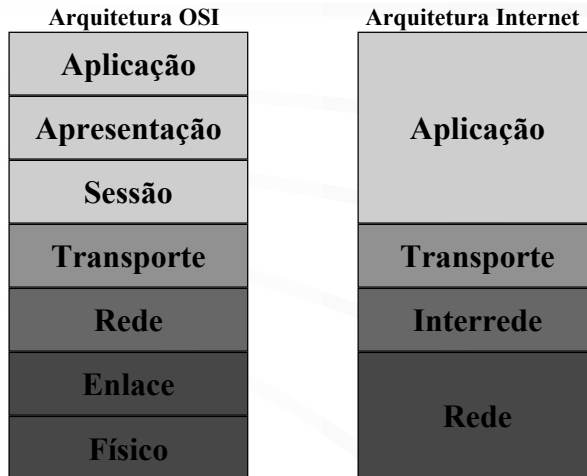 Arquitetura OSI
Aplicação
Apresentação
Sessão
Transporte
Rede
Enlace
Físico
Arquitetura Internet
Aplicação
Transporte
Interrede
Rede